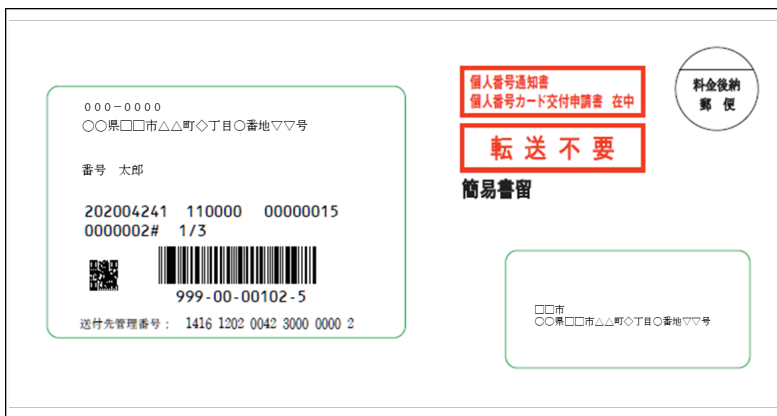 000-0000
〇〇県□□市△△町◇丁目〇番地▽▽号
番号 太郎
202004241 110000 00000015
0000002# 1/3
999-00-00102-5
送付先管理番号： 1416 1202 0042 3000 0000 2
個人番号通知書
個人番号カード交付申請書 在中
転送不要
簡易書留
料金後納
郵便
□□市
〇〇県□□市△△町◇丁目〇番地▽▽号